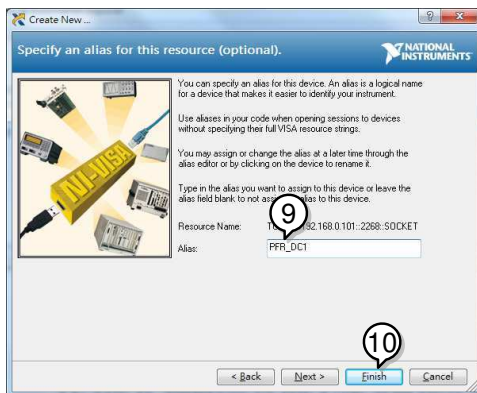 Create New ...
Specify an alias for this resource (optional).
NATIONAL
INSTRUMENTS
You can specify an alias for this device. An alias is a logical name
for a device that makes it easier to identify your instrument.
Use aliases in your code when opening sessions to devices
without specifying their full VISA resource strings.
You may assign or change the alias at a later time through the
alias editor or by clicking on the device to rename it.
Type in the alias you want to assign to this device or leave the
alias field blank to not assign alias to this device.
NI-VISA
9
Resource Name: 192.168.0.101::2268::SOCKET
Alias: PFR_DC1
10
< Back Next > Finish Cancel